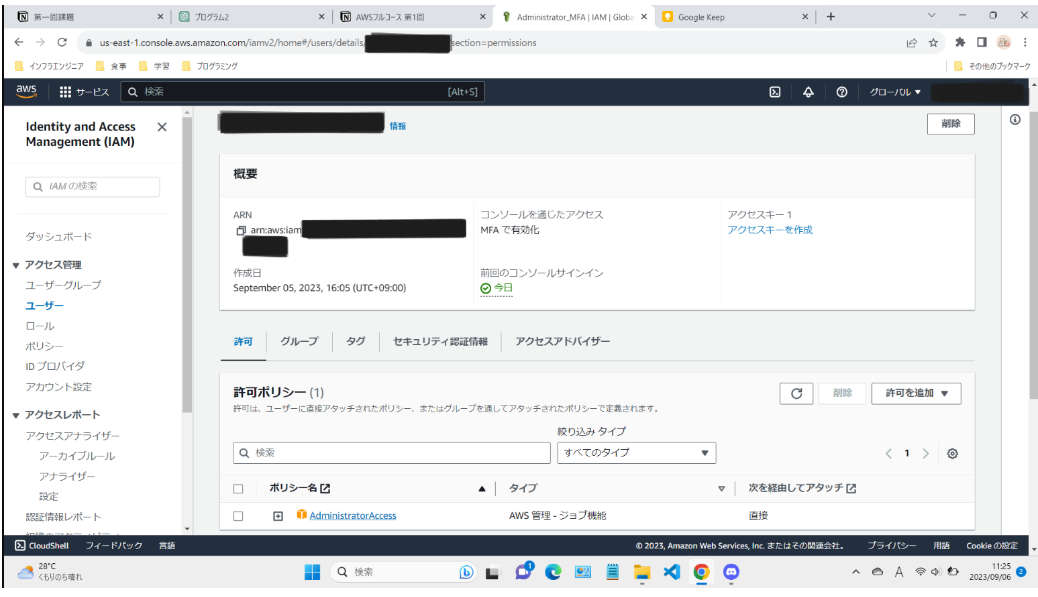 第一回課題 × プログラム2 × AWSフルコース 第1回 × Administrator_MFA | IAM | Globa × Google Keep × +
us-east-1.console.aws.amazon.com/iamv2/home#/users/details/ section=permissions
インフラエンジニア 食事 学習 プログラミング その他のブックマーク
aws サービス 検索 [Alt+S] グローバル ▼
Identity and Access Management (IAM) ×
IAM の検索
ダッシュボード
▼ アクセス管理
ユーザーグループ
ユーザー
ロール
ポリシー
ID プロバイダ
アカウント設定
▼ アクセスレポート
アクセスアナライザー
アーカイブルール
アナライザー
設定
認証情報レポート
情報 削除
概要
ARN
arn:aws:iam
コンソールを通じたアクセス
MFA で有効化
アクセスキー 1
アクセスキーを作成
作成日
September 05, 2023, 16:05 (UTC+09:00)
前回のコンソールサインイン
今日
許可 グループ タグ セキュリティ認証情報 アクセスアドバイザー
許可ポリシー (1) 削除 許可を追加 ▼
許可は、ユーザーに直接アタッチされたポリシー、またはグループを通してアタッチされたポリシーで定義されます。
絞り込み タイプ
検索 すべてのタイプ ▼ < 1 >
ポリシー名 ▲ タイプ ▽ 次を経由してアタッチ
AdministratorAccess AWS 管理 - ジョブ機能 直接
CloudShell フィードバック 言語 © 2023, Amazon Web Services, Inc. またはその関連会社。 プライバシー 用語 Cookie の設定
28°C
くもりのち晴れ
検索
A
11:25
2023/09/06
2